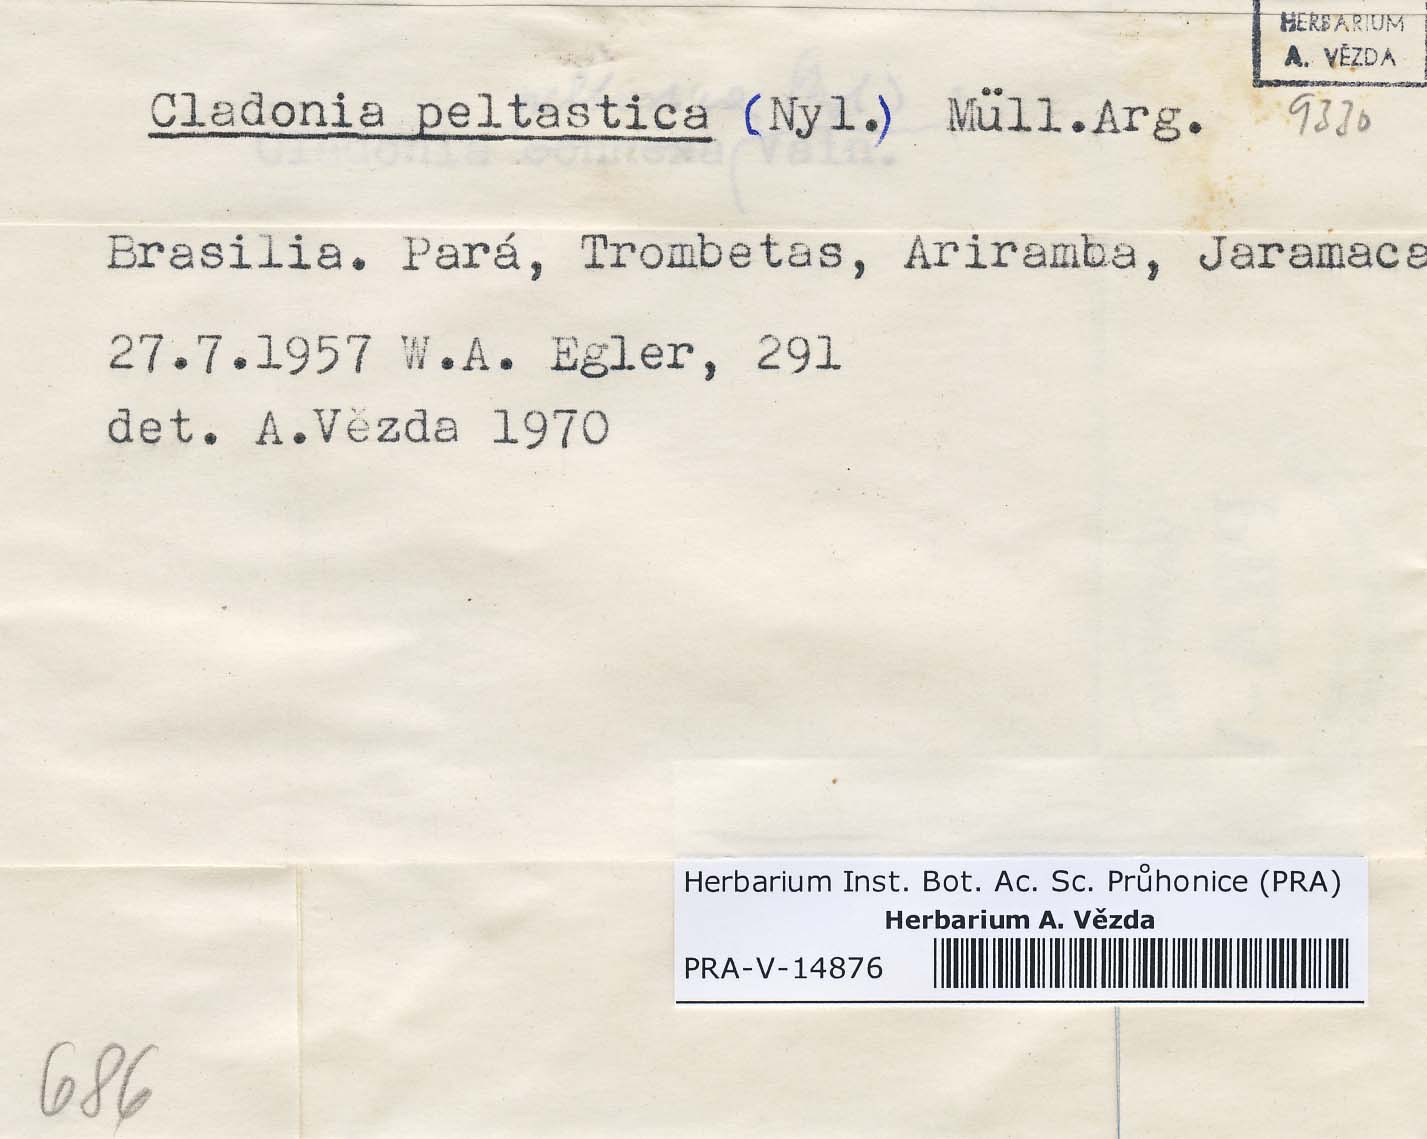 HERBARIUM
A. VĚZDA
Cladonia peltastica (Nyl.) Müll.Arg.
9330
Brasilia. Pará, Trombetas, Ariramba, Jaramaca
27.7.1957 W.A. Egler, 291
det. A.Vězda 1970
Herbarium Inst. Bot. Ac. Sc. Průhonice (PRA)
Herbarium A. Vězda
PRA-V-14876
686